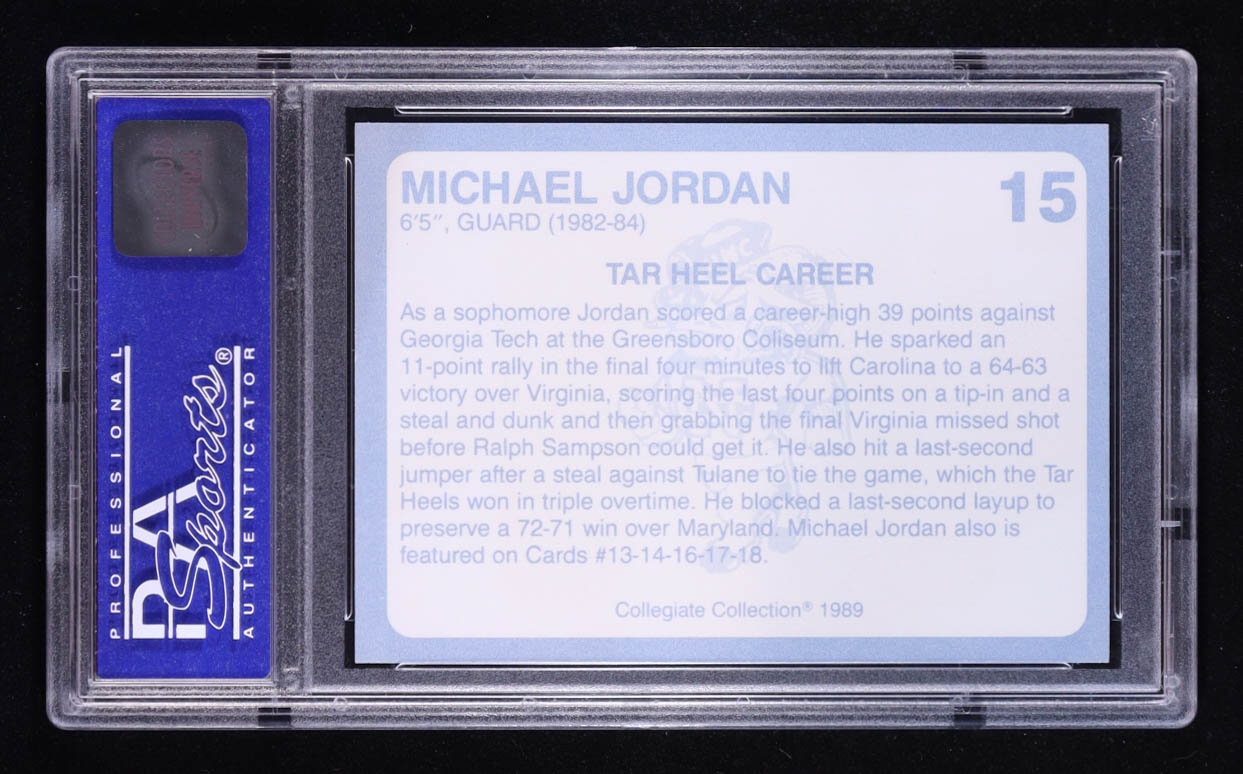 MICHAEL JORDAN
15
6'5", GUARD (1982-84)
TAR HEEL CAREER
As a sophomore Jordan scored a career-high 39 points against
Georgia Tech at the Greensboro Coliseum. He sparked an
11-point rally in the final four minutes to lift Carolina to a 64-63
victory over Virginia, scoring the last four points on a tip-in and a
steal and dunk and then grabbing the final Virginia missed shot
before Ralph Sampson could get it. He also hit a last-second
jumper after a steal against Tulane to tie the game, which the Tar
Heels won in triple overtime. He blocked a last-second layup to
preserve a 72-71 win over Maryland. Michael Jordan also is
featured on Cards #13-14-16-17-18.
Collegiate Collection® 1989
PROFESSIONAL
Sports®
AUTHENTICATOR